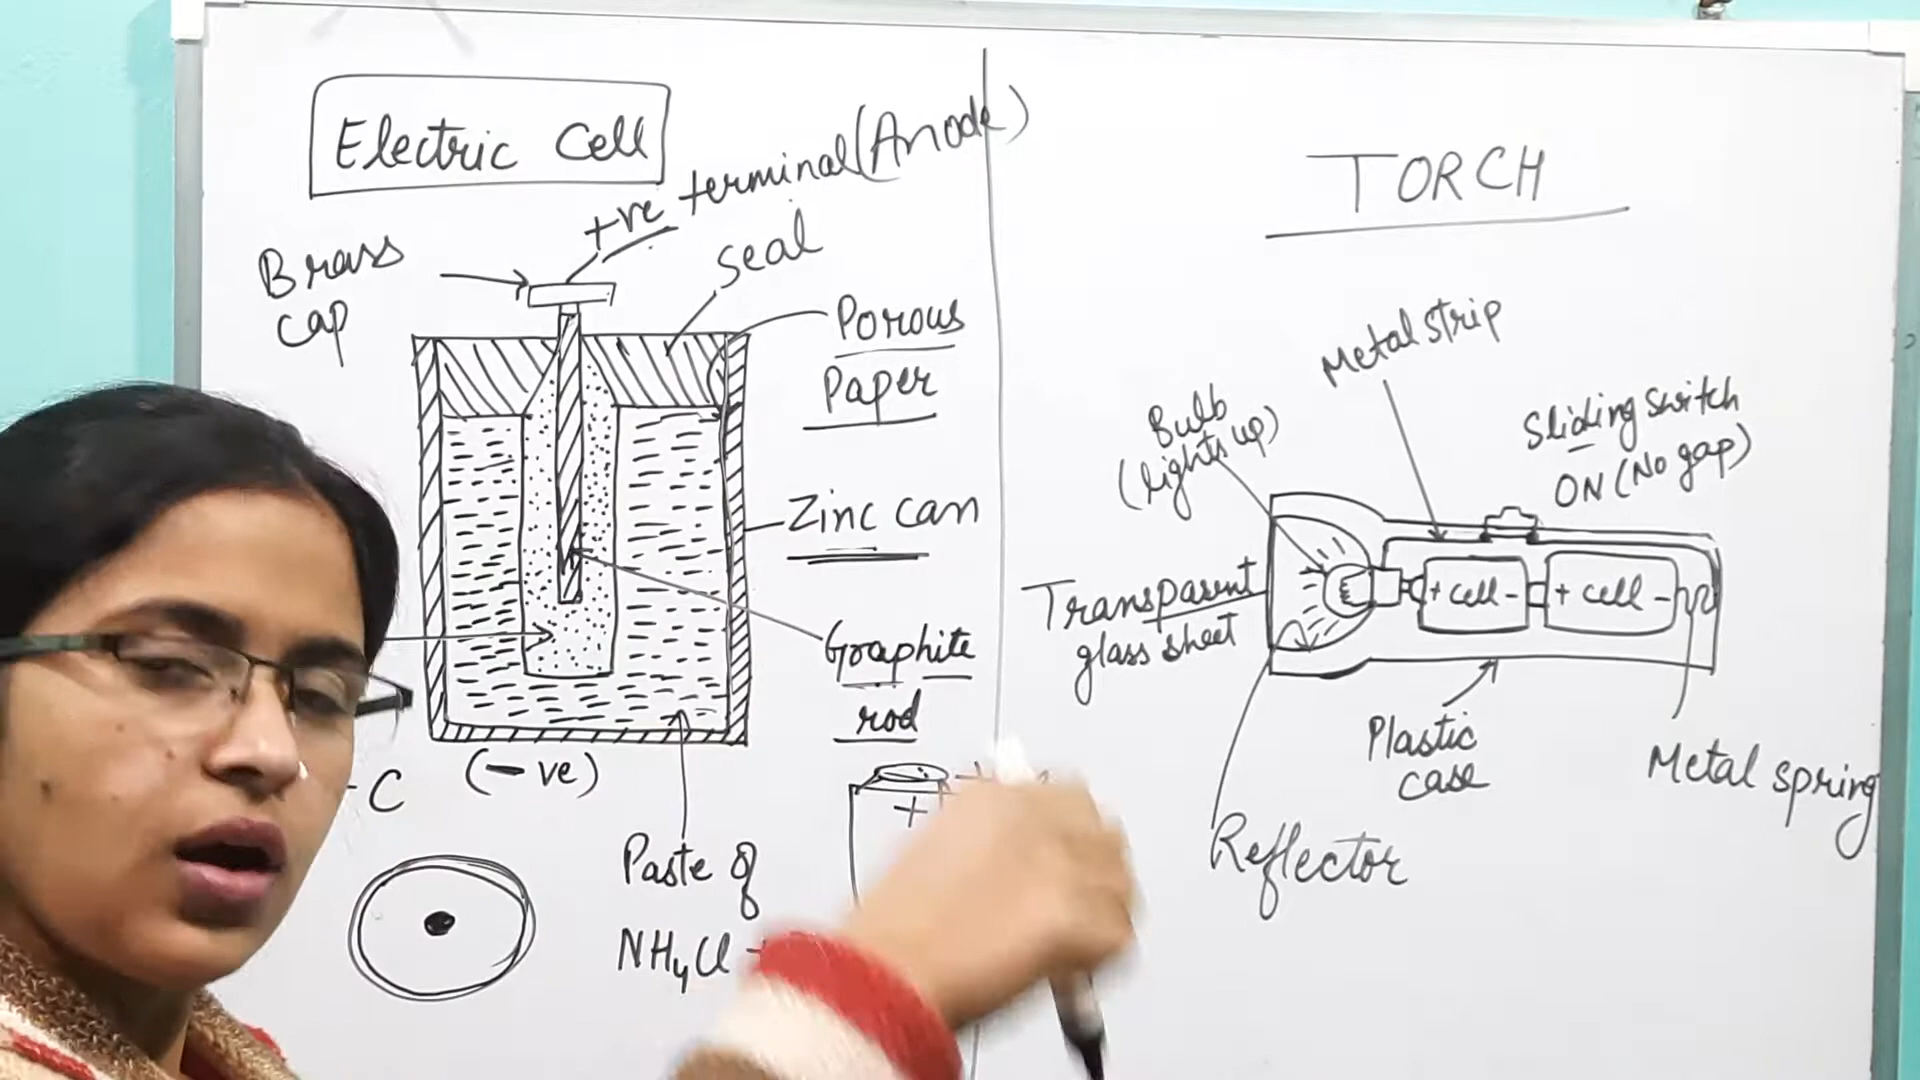 Electric Cell
+ve terminal (Anode)
Brass
cap
Seal
Porous
Paper
Zinc can
Graphite
rod
- C
(- ve)
+
Paste of
NH4Cl +
TORCH
Metal strip
Bulb
(lights up)
Sliding switch
ON (No gap)
Transparent
glass sheet
+ cell -
+ cell -
Plastic
case
Metal spring
Reflector